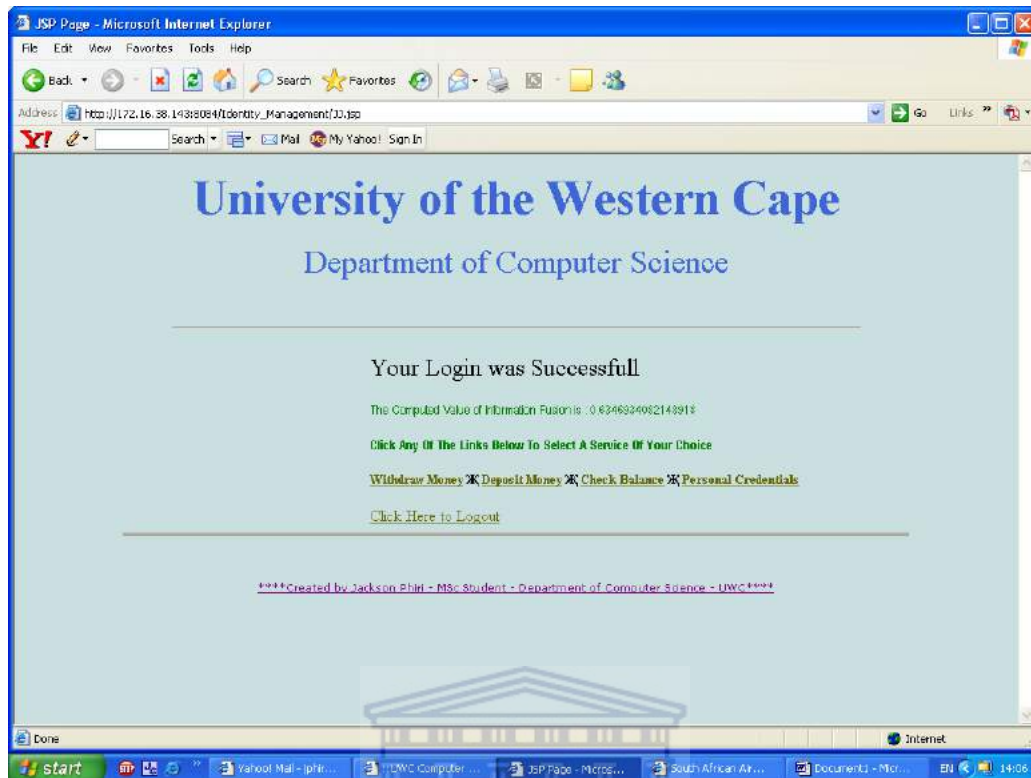 JSP Page - Microsoft Internet Explorer
File Edit View Favorites Tools Help
Back Search Favorites
Address http://172.16.38.143:8084/Identity_Management/JJ.jsp Go Links »
Y! Search Mail My Yahoo! Sign In
University of the Western Cape
Department of Computer Science
Your Login was Successfull
The Computed Value of Information Fusion is :
Click Any Of The Links Below To Select A Service Of Your Choice
Withdraw Money Ж Deposit Money Ж Check Balance Ж Personal Credentials
Click Here to Logout
****Created by Jackson Phiri - MSc Student - Department of Computer Science - UWC****
Done Internet
start » Yahoo! Mail - jphir... UWC Computer ... JSP Page - Micros... South African Air... Document1 - Micr... EN 14:06